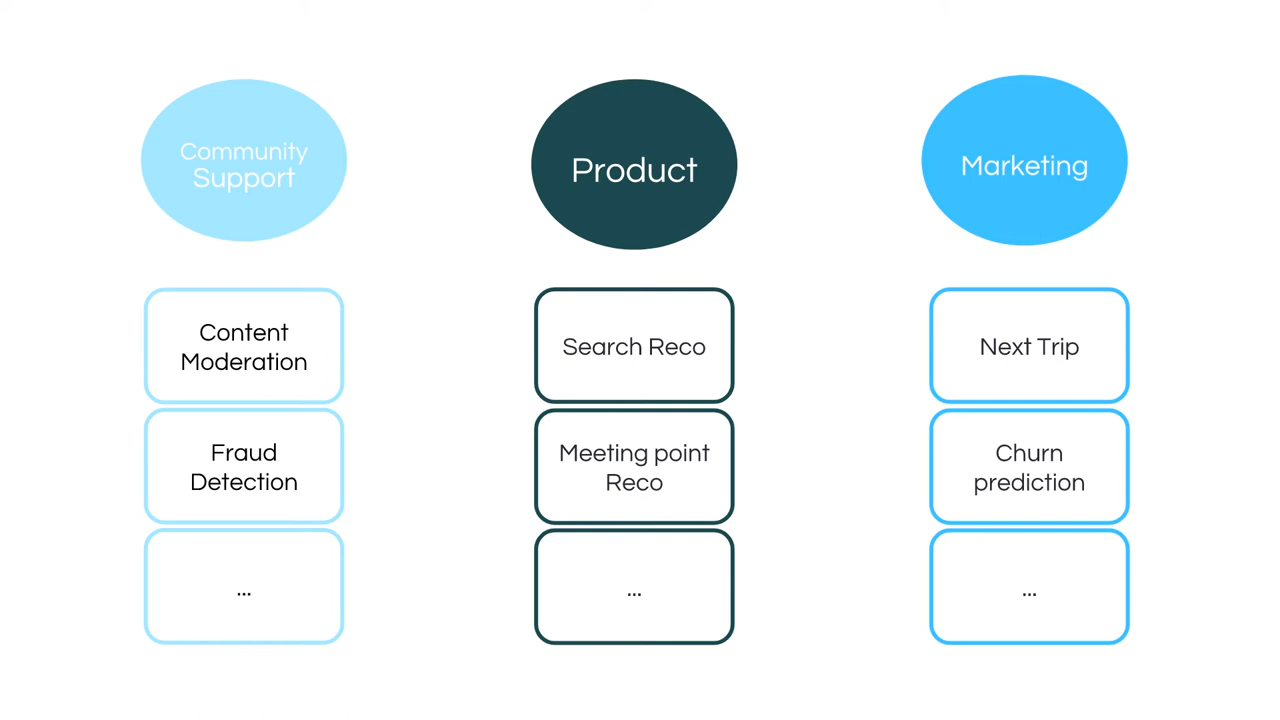 Community
Support
Product
Marketing
Content
Moderation
Search Reco
Next Trip
Fraud
Detection
Meeting point
Reco
Churn
prediction
...
...
...